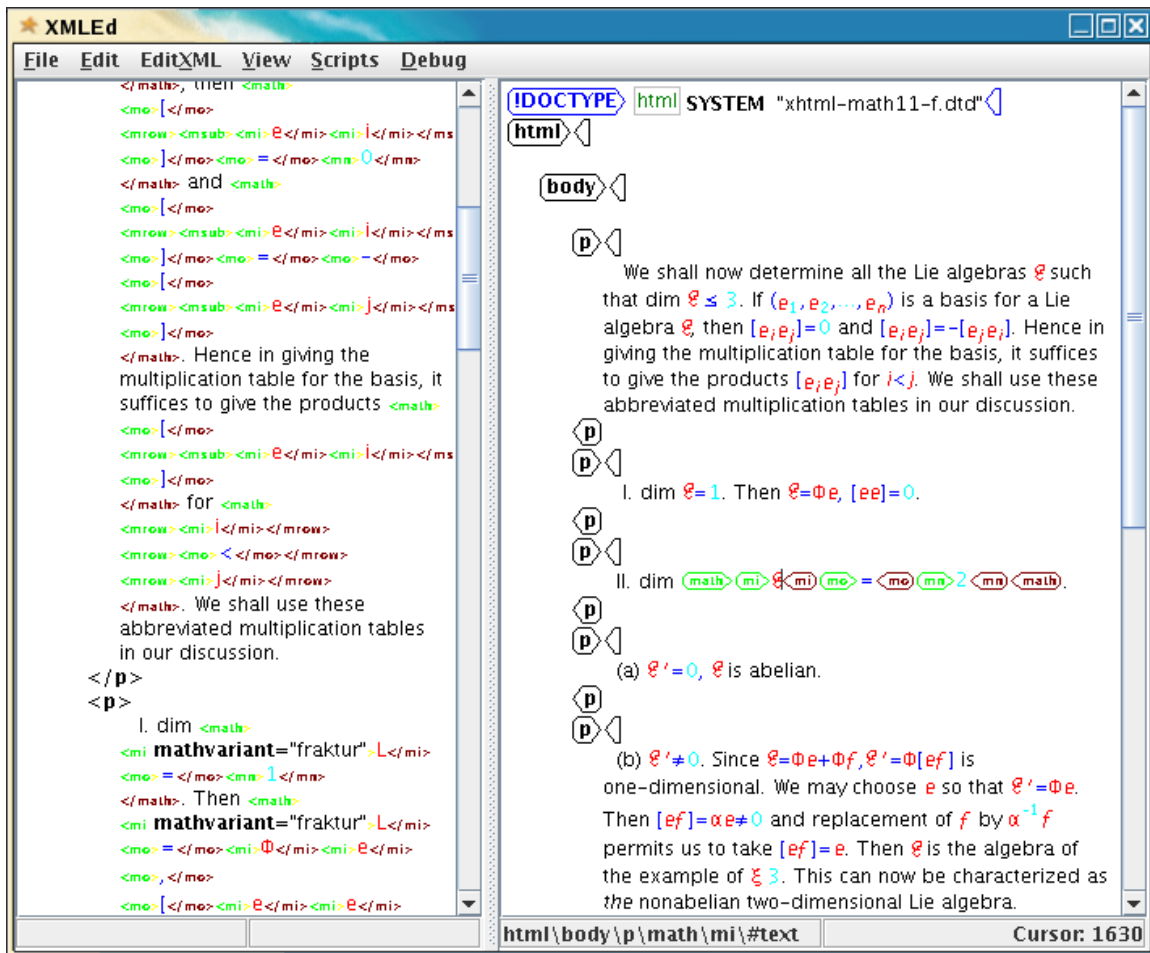 XMLEd
File Edit EditXML View Scripts Debug
</math>, then <math>
<mo>[</mo>
<mrow><msub><mi>e</mi><mi>i</mi></ms
<mo>]</mo><mo>=</mo><mn>0</mn>
</math> and <math>
<mo>[</mo>
<mrow><msub><mi>e</mi><mi>i</mi></ms
<mo>]</mo><mo>=</mo><mo>-</mo>
<mo>[</mo>
<mrow><msub><mi>e</mi><mi>j</mi></ms
<mo>]</mo>
</math>. Hence in giving the
multiplication table for the basis, it
suffices to give the products <math>
<mo>[</mo>
<mrow><msub><mi>e</mi><mi>i</mi></ms
<mo>]</mo>
</math> for <math>
<mrow><mi>i</mi></mrow>
<mrow><mo><</mo></mrow>
<mrow><mi>j</mi></mrow>
</math>. We shall use these
abbreviated multiplication tables
in our discussion.
</p>
<p>
I. dim <math>
<mi mathvariant="fraktur">L</mi>
<mo>=</mo><mn>1</mn>
</math>. Then <math>
<mi mathvariant="fraktur">L</mi>
<mo>=</mo><mi>Φ</mi><mi>e</mi>
<mo>,</mo>
<mo>[</mo><mi>e</mi><mi>e</mi>
!DOCTYPE html SYSTEM "xhtml-math11-f.dtd"
html
body
p
We shall now determine all the Lie algebras 𝔏 such
that dim 𝔏 ≤ 3. If (e₁,e₂,...,eₙ) is a basis for a Lie
algebra 𝔏, then [eᵢeⱼ]=0 and [eᵢeⱼ]=-[eⱼeᵢ]. Hence in
giving the multiplication table for the basis, it suffices
to give the products [eᵢeⱼ] for i<j. We shall use these
abbreviated multiplication tables in our discussion.
p
p
I. dim 𝔏=1. Then 𝔏=Φe, [ee]=0.
p
p
II. dim math mi 𝔏 mi mo = mo mn 2 mn math.
p
p
(a) 𝔏′=0, 𝔏 is abelian.
p
p
(b) 𝔏′≠0. Since 𝔏=Φe+Φf,𝔏′=Φ[ef] is
one-dimensional. We may choose e so that 𝔏′=Φe.
Then [ef]=αe≠0 and replacement of f by α⁻¹f
permits us to take [ef]=e. Then 𝔏 is the algebra of
the example of ξ 3. This can now be characterized as
the nonabelian two-dimensional Lie algebra.
html\body\p\math\mi\#text Cursor: 1630